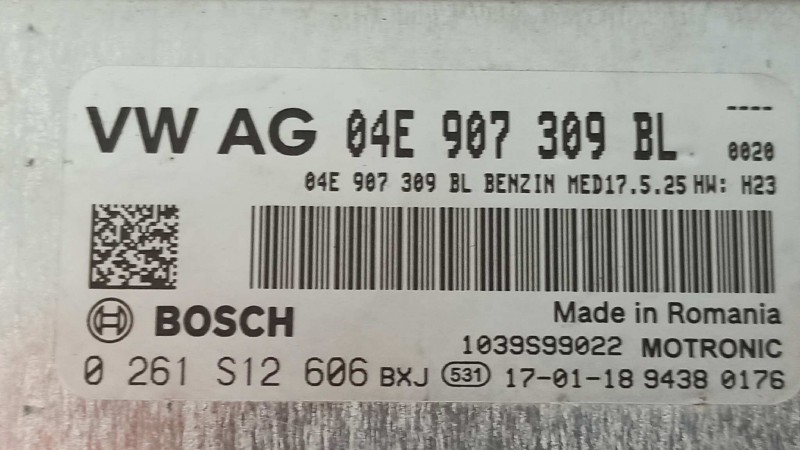 VW AG 04E 907 309 BL ----
0020
04E 907 309 BL BENZIN MED17.5.25 HW: H23
BOSCH
Made in Romania
1039S99022 MOTRONIC
0 261 S12 606 BXJ 531 17-01-18 9438 0176